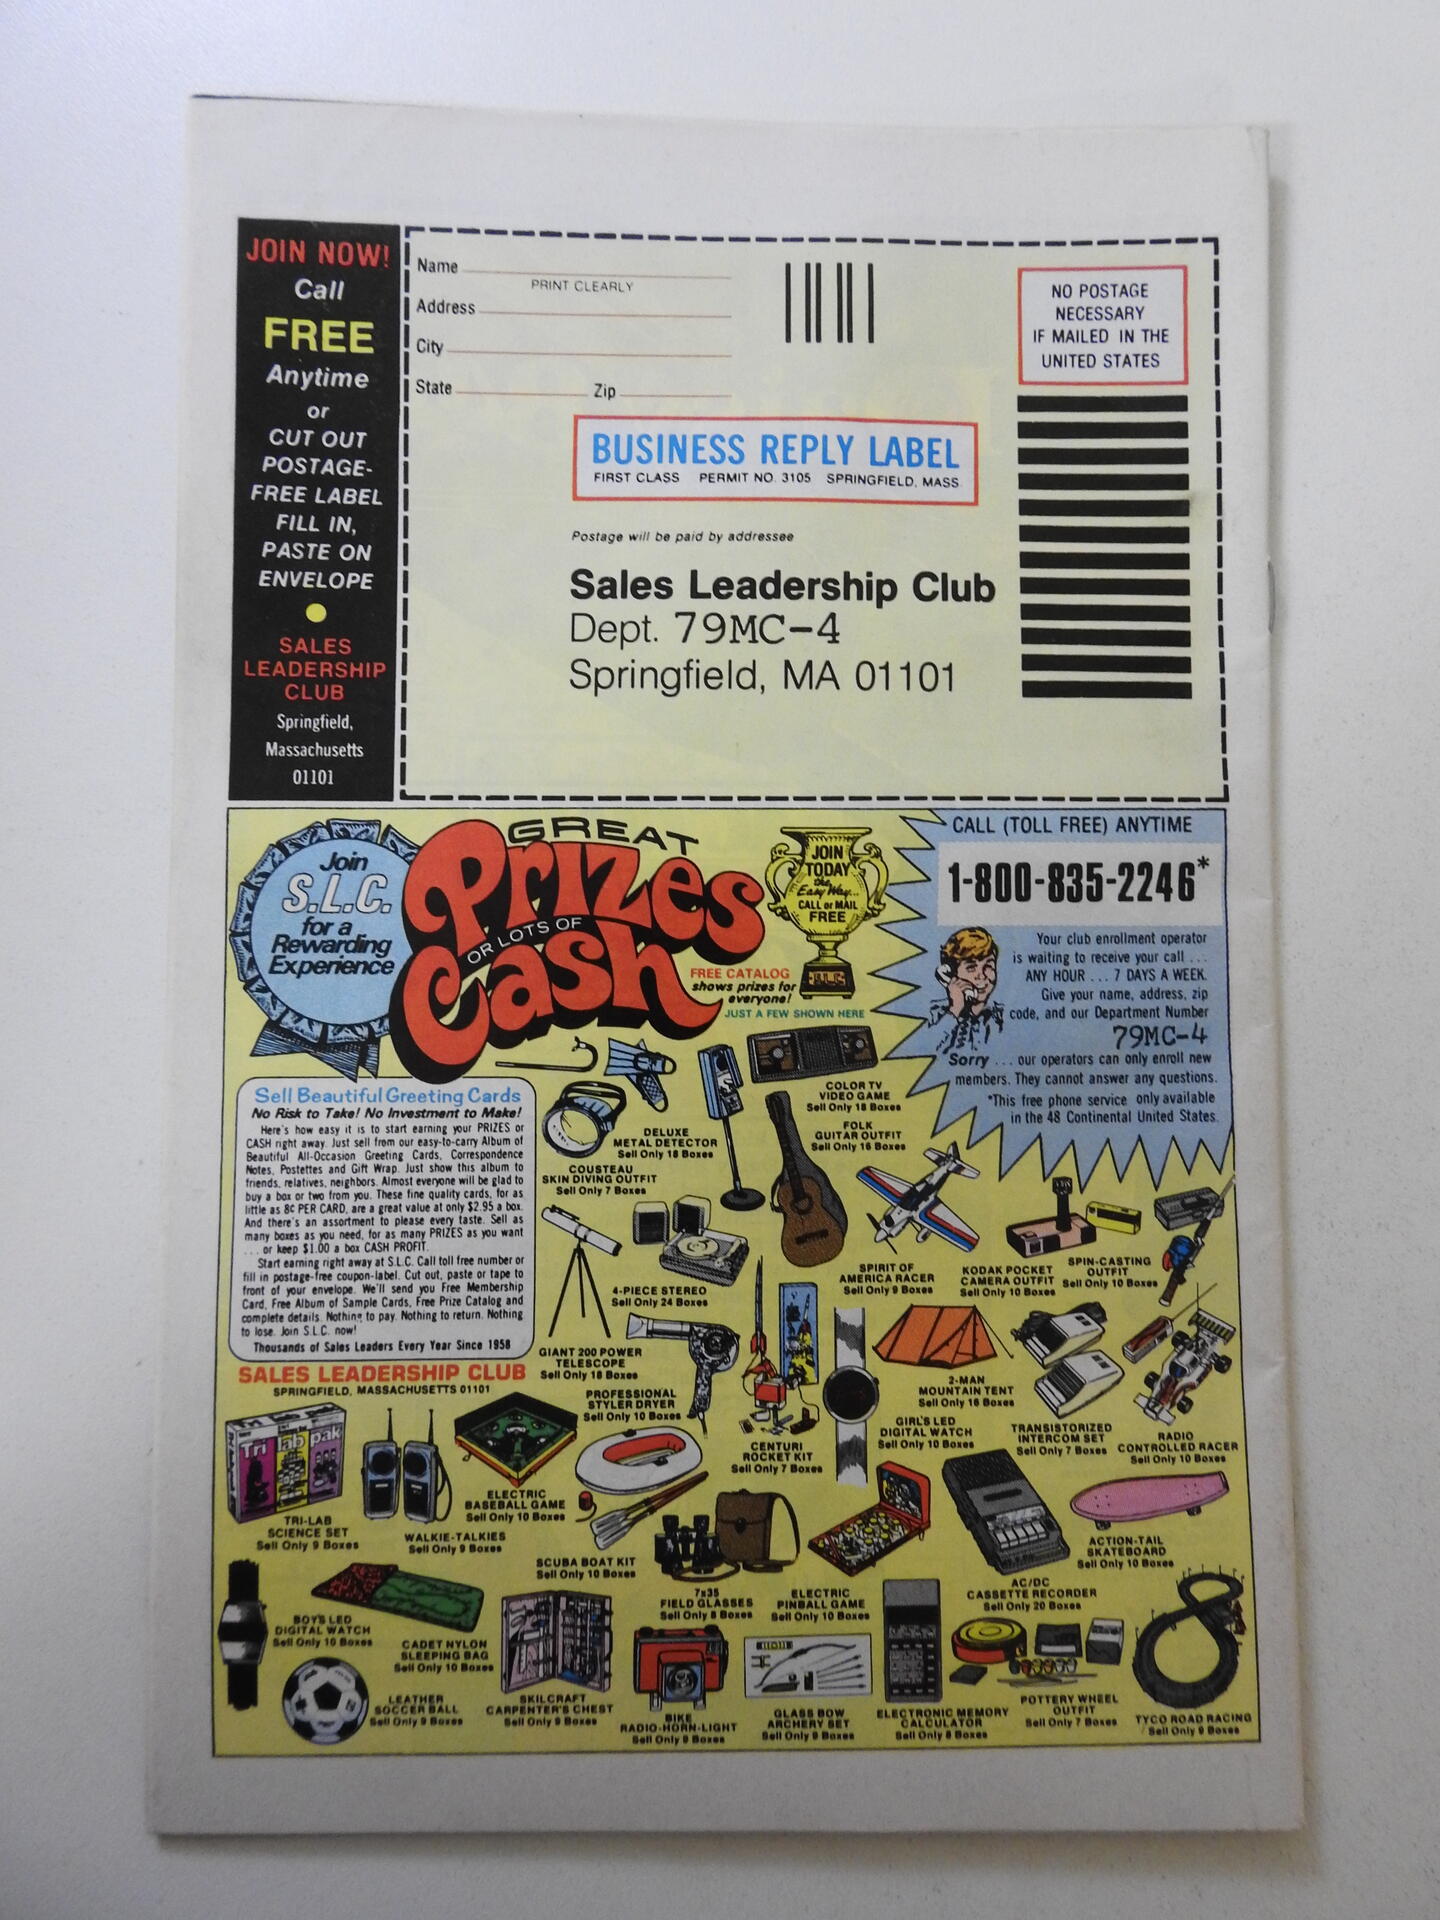 JOIN NOW!
Call
FREE
Anytime
or
CUT OUT
POSTAGE-
FREE LABEL
FILL IN,
PASTE ON
ENVELOPE
SALES
LEADERSHIP
CLUB
Springfield,
Massachusetts
01101
Name
PRINT CLEARLY
Address
City
State Zip
NO POSTAGE
NECESSARY
IF MAILED IN THE
UNITED STATES
BUSINESS REPLY LABEL
FIRST CLASS PERMIT NO. 3105 SPRINGFIELD, MASS.
Postage will be paid by addressee
Sales Leadership Club
Dept. 79MC-4
Springfield, MA 01101
Join
S.L.C.
for a
Rewarding
Experience
GREAT
Prizes
OR LOTS OF
Cash
JOIN
TODAY
the
Easy Way...
CALL or MAIL
FREE
SLC
FREE CATALOG
shows prizes for
everyone!
JUST A FEW SHOWN HERE
CALL (TOLL FREE) ANYTIME
1-800-835-2246*
Your club enrollment operator
is waiting to receive your call . . .
ANY HOUR . . . 7 DAYS A WEEK.
Give your name, address, zip
code, and our Department Number
79MC-4
Sorry . . . our operators can only enroll new
members. They cannot answer any questions.
*This free phone service only available
in the 48 Continental United States.
Sell Beautiful Greeting Cards
No Risk to Take! No Investment to Make!
Here's how easy it is to start earning your PRIZES or
CASH right away. Just sell from our easy-to-carry Album of
Beautiful All-Occasion Greeting Cards, Correspondence
Notes, Postettes and Gift Wrap. Just show this album to
friends, relatives, neighbors. Almost everyone will be glad to
buy a box or two from you. These fine quality cards, for as
little as 8¢ PER CARD, are a great value at only $2.95 a box.
And there's an assortment to please every taste. Sell as
many boxes as you need, for as many PRIZES as you want
. . . or keep $1.00 a box CASH PROFIT.
Start earning right away at S.L.C. Call toll free number or
fill in postage-free coupon-label. Cut out, paste or tape to
front of your envelope. We'll send you Free Membership
Card, Free Album of Sample Cards, Free Prize Catalog and
complete details. Nothing to pay. Nothing to return. Nothing
to lose. Join S.L.C. now!
Thousands of Sales Leaders Every Year Since 1958
SALES LEADERSHIP CLUB
SPRINGFIELD, MASSACHUSETTS 01101
COLOR TV
VIDEO GAME
Sell Only 18 Boxes
DELUXE
METAL DETECTOR
Sell Only 18 Boxes
FOLK
GUITAR OUTFIT
Sell Only 16 Boxes
COUSTEAU
SKIN DIVING OUTFIT
Sell Only 7 Boxes
4-PIECE STEREO
Sell Only 24 Boxes
SPIRIT OF
AMERICA RACER
Sell Only 9 Boxes
KODAK POCKET
CAMERA OUTFIT
Sell Only 10 Boxes
SPIN-CASTING
OUTFIT
Sell Only 10 Boxes
GIANT 200 POWER
TELESCOPE
Sell Only 18 Boxes
PROFESSIONAL
STYLER DRYER
Sell Only 10 Boxes
CENTURI
ROCKET KIT
Sell Only 7 Boxes
2-MAN
MOUNTAIN TENT
Sell Only 16 Boxes
GIRL'S LED
DIGITAL WATCH
Sell Only 10 Boxes
TRANSISTORIZED
INTERCOM SET
Sell Only 7 Boxes
RADIO
CONTROLLED RACER
Sell Only 10 Boxes
Tri lab pak
TRI-LAB
SCIENCE SET
Sell Only 9 Boxes
WALKIE-TALKIES
Sell Only 9 Boxes
ELECTRIC
BASEBALL GAME
Sell Only 10 Boxes
SCUBA BOAT KIT
Sell Only 10 Boxes
7x35
FIELD GLASSES
Sell Only 8 Boxes
ELECTRIC
PINBALL GAME
Sell Only 10 Boxes
AC/DC
CASSETTE RECORDER
Sell Only 20 Boxes
ACTION-TAIL
SKATEBOARD
Sell Only 10 Boxes
BOY'S LED
DIGITAL WATCH
Sell Only 10 Boxes
CADET NYLON
SLEEPING BAG
Sell Only 10 Boxes
LEATHER
SOCCER BALL
Sell Only 9 Boxes
SKILCRAFT
CARPENTER'S CHEST
Sell Only 9 Boxes
BIKE
RADIO-HORN-LIGHT
Sell Only 9 Boxes
GLASS BOW
ARCHERY SET
Sell Only 9 Boxes
ELECTRONIC MEMORY
CALCULATOR
Sell Only 8 Boxes
POTTERY WHEEL
OUTFIT
Sell Only 7 Boxes
TYCO ROAD RACING
Sell Only 9 Boxes